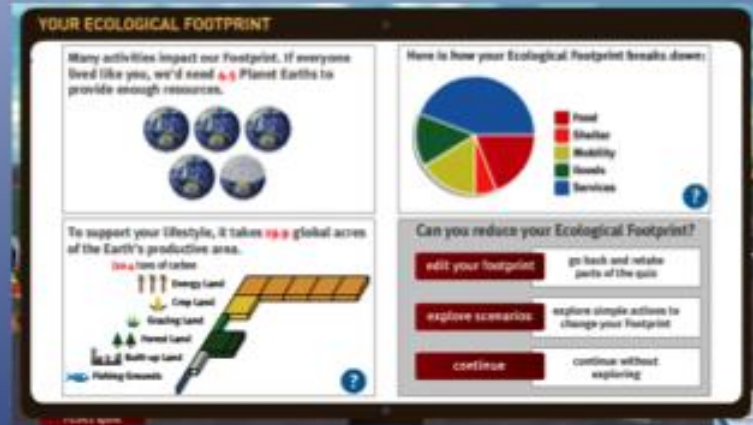 YOUR ECOLOGICAL FOOTPRINT
Many activities impact our Footprint. If everyone
lived like you, we'd need 4.5 Planet Earths to
provide enough resources.
Here is how your Ecological Footprint breaks down:
Food
Shelter
Mobility
Goods
Services
?
To support your lifestyle, it takes 19.9 global acres
of the Earth's productive area.
tons of carbon
Energy Land
Crop Land
Grazing Land
Forest Land
Built-up Land
Fishing Grounds
?
Can you reduce your Ecological Footprint?
edit your footprint
go back and retake
parts of the quiz
explore scenarios
explore simple actions to
change your Footprint
continue
continue without
exploring